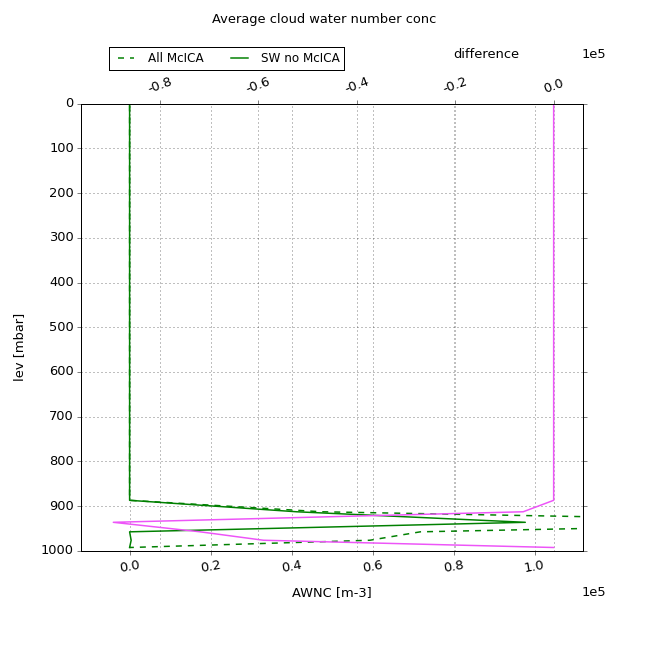 Average cloud water number conc
All McICA SW no McICA
difference 1e5
-0.8 -0.6 -0.4 -0.2 0.0
0
100
200
300
400
500
600
700
800
900
1000
lev [mbar]
0.0 0.2 0.4 0.6 0.8 1.0
AWNC [m-3] 1e5